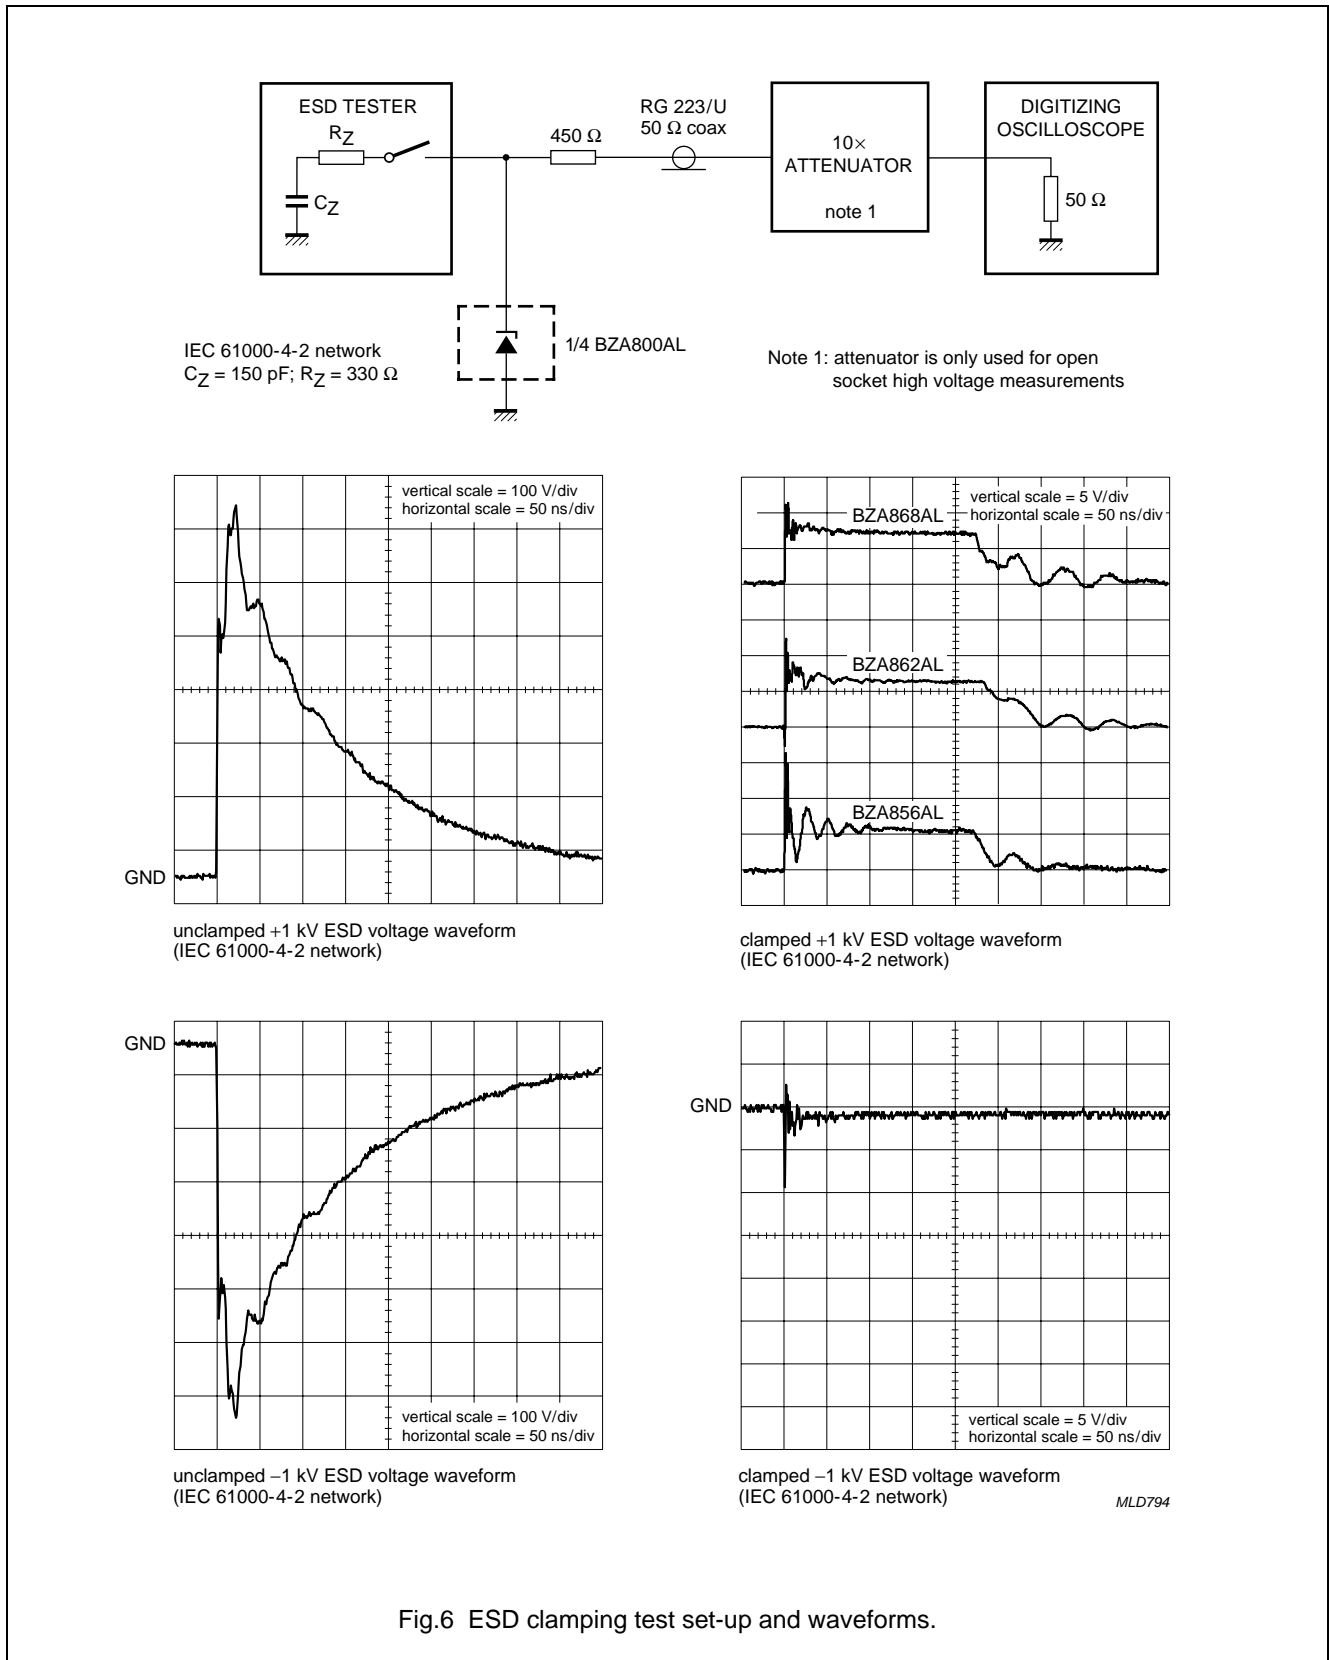 ESD TESTER
RZ
CZ
450 Ω
RG 223/U
50 Ω coax
10×
ATTENUATOR
note 1
DIGITIZING
OSCILLOSCOPE
50 Ω
1/4 BZA800AL
IEC 61000-4-2 network
CZ = 150 pF; RZ = 330 Ω
Note 1: attenuator is only used for open
socket high voltage measurements
vertical scale = 100 V/div
horizontal scale = 50 ns/div
GND
unclamped +1 kV ESD voltage waveform
(IEC 61000-4-2 network)
vertical scale = 5 V/div
horizontal scale = 50 ns/div
BZA868AL
BZA862AL
BZA856AL
clamped +1 kV ESD voltage waveform
(IEC 61000-4-2 network)
GND
vertical scale = 100 V/div
horizontal scale = 50 ns/div
unclamped −1 kV ESD voltage waveform
(IEC 61000-4-2 network)
GND
vertical scale = 5 V/div
horizontal scale = 50 ns/div
clamped −1 kV ESD voltage waveform
(IEC 61000-4-2 network)
MLD794
Fig.6 ESD clamping test set-up and waveforms.